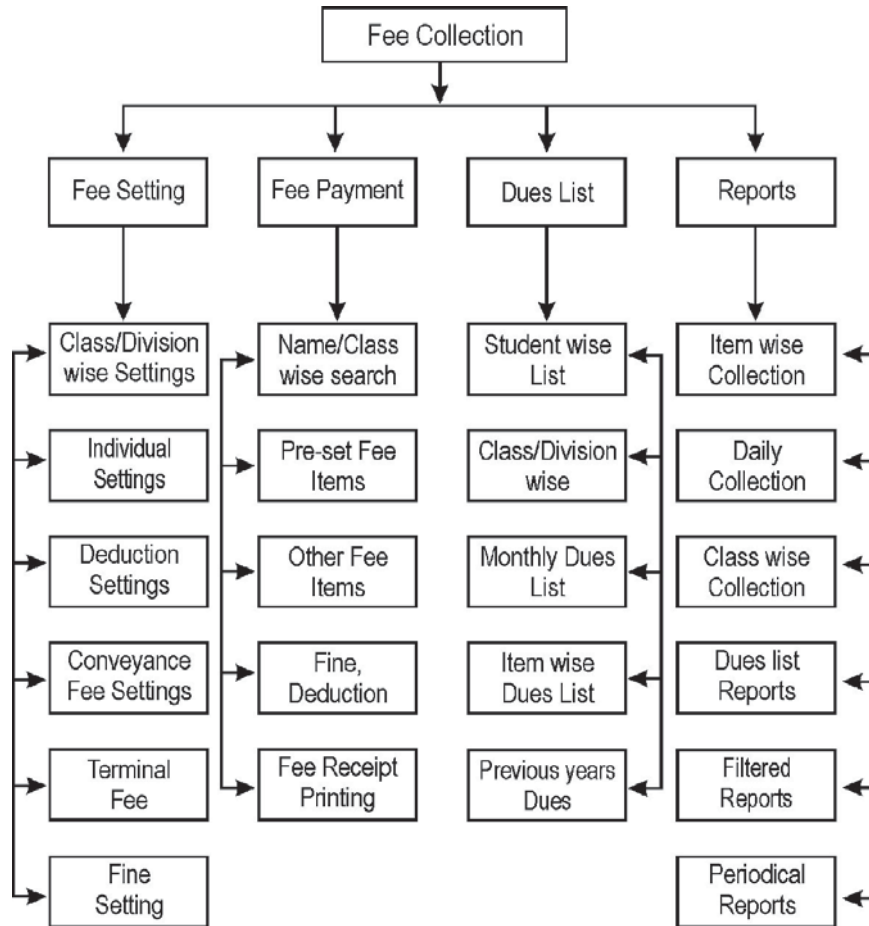 Fee Collection
Fee Setting
Fee Payment
Dues List
Reports
Class/Division
wise Settings
Name/Class
wise search
Student wise
List
Item wise
Collection
Individual
Settings
Pre-set Fee
Items
Class/Division
wise
Daily
Collection
Deduction
Settings
Other Fee
Items
Monthly Dues
List
Class wise
Collection
Conveyance
Fee Settings
Fine,
Deduction
Item wise
Dues List
Dues list
Reports
Terminal
Fee
Fee Receipt
Printing
Previous years
Dues
Filtered
Reports
Fine
Setting
Periodical
Reports